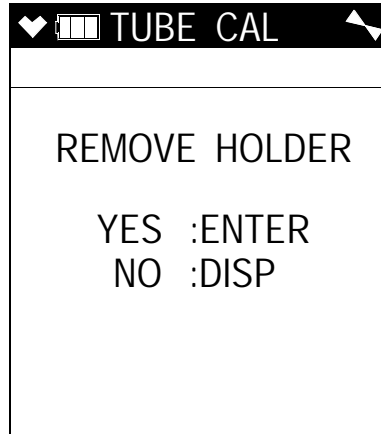 TUBE CAL
REMOVE HOLDER
YES :ENTER
NO :DISP